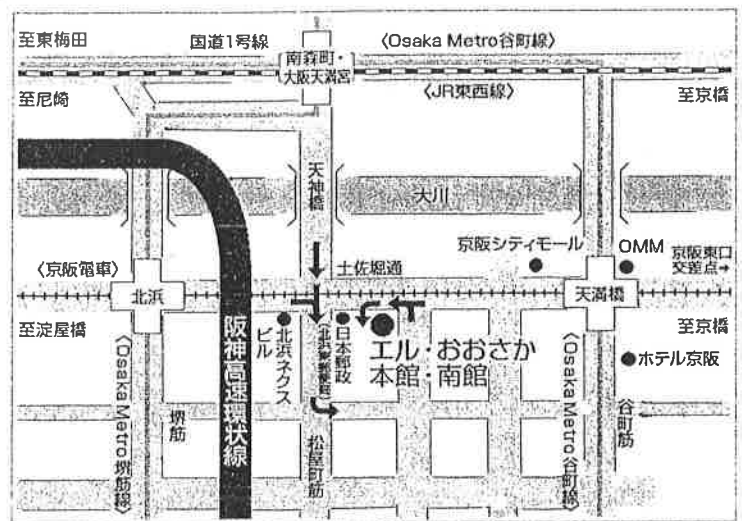 至東梅田
国道1号線
〈Osaka Metro谷町線〉
南森町・
大阪天満宮
至尼崎
〈JR東西線〉
至京橋
天神橋
大川
京阪シティモール
OMM
京阪東口
交差点→
〈京阪電車〉
土佐堀通
北浜
天満橋
至淀屋橋
至京橋
阪神高速環状線
北浜ネクス
ビル
日本郵政
(北浜東郵便局)
エル・おおさか
本館・南館
ホテル京阪
〈Osaka Metro堺筋線〉
堺筋
松屋町筋
〈Osaka Metro谷町線〉
谷町筋